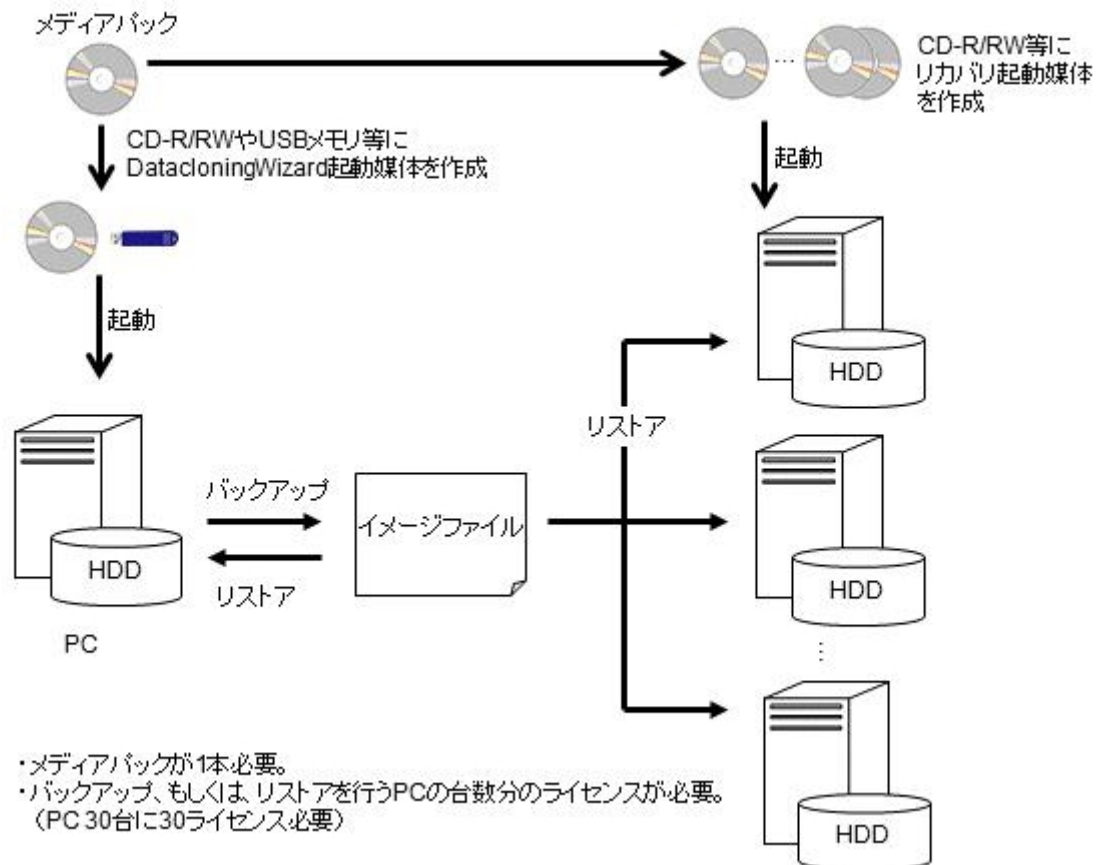 メディアパック
CD-R/RW等に
リカバリ起動媒体
を作成
…
CD-R/RWやUSBメモリ等に
DatacloningWizard起動媒体を作成
起動
起動
HDD
リストア
バックアップ
イメージファイル
HDD
リストア
HDD
PC
⋮
・メディアパックが1本必要。
・バックアップ、もしくは、リストアを行うPCの台数分のライセンスが必要。
（PC 30台に30ライセンス必要）
HDD